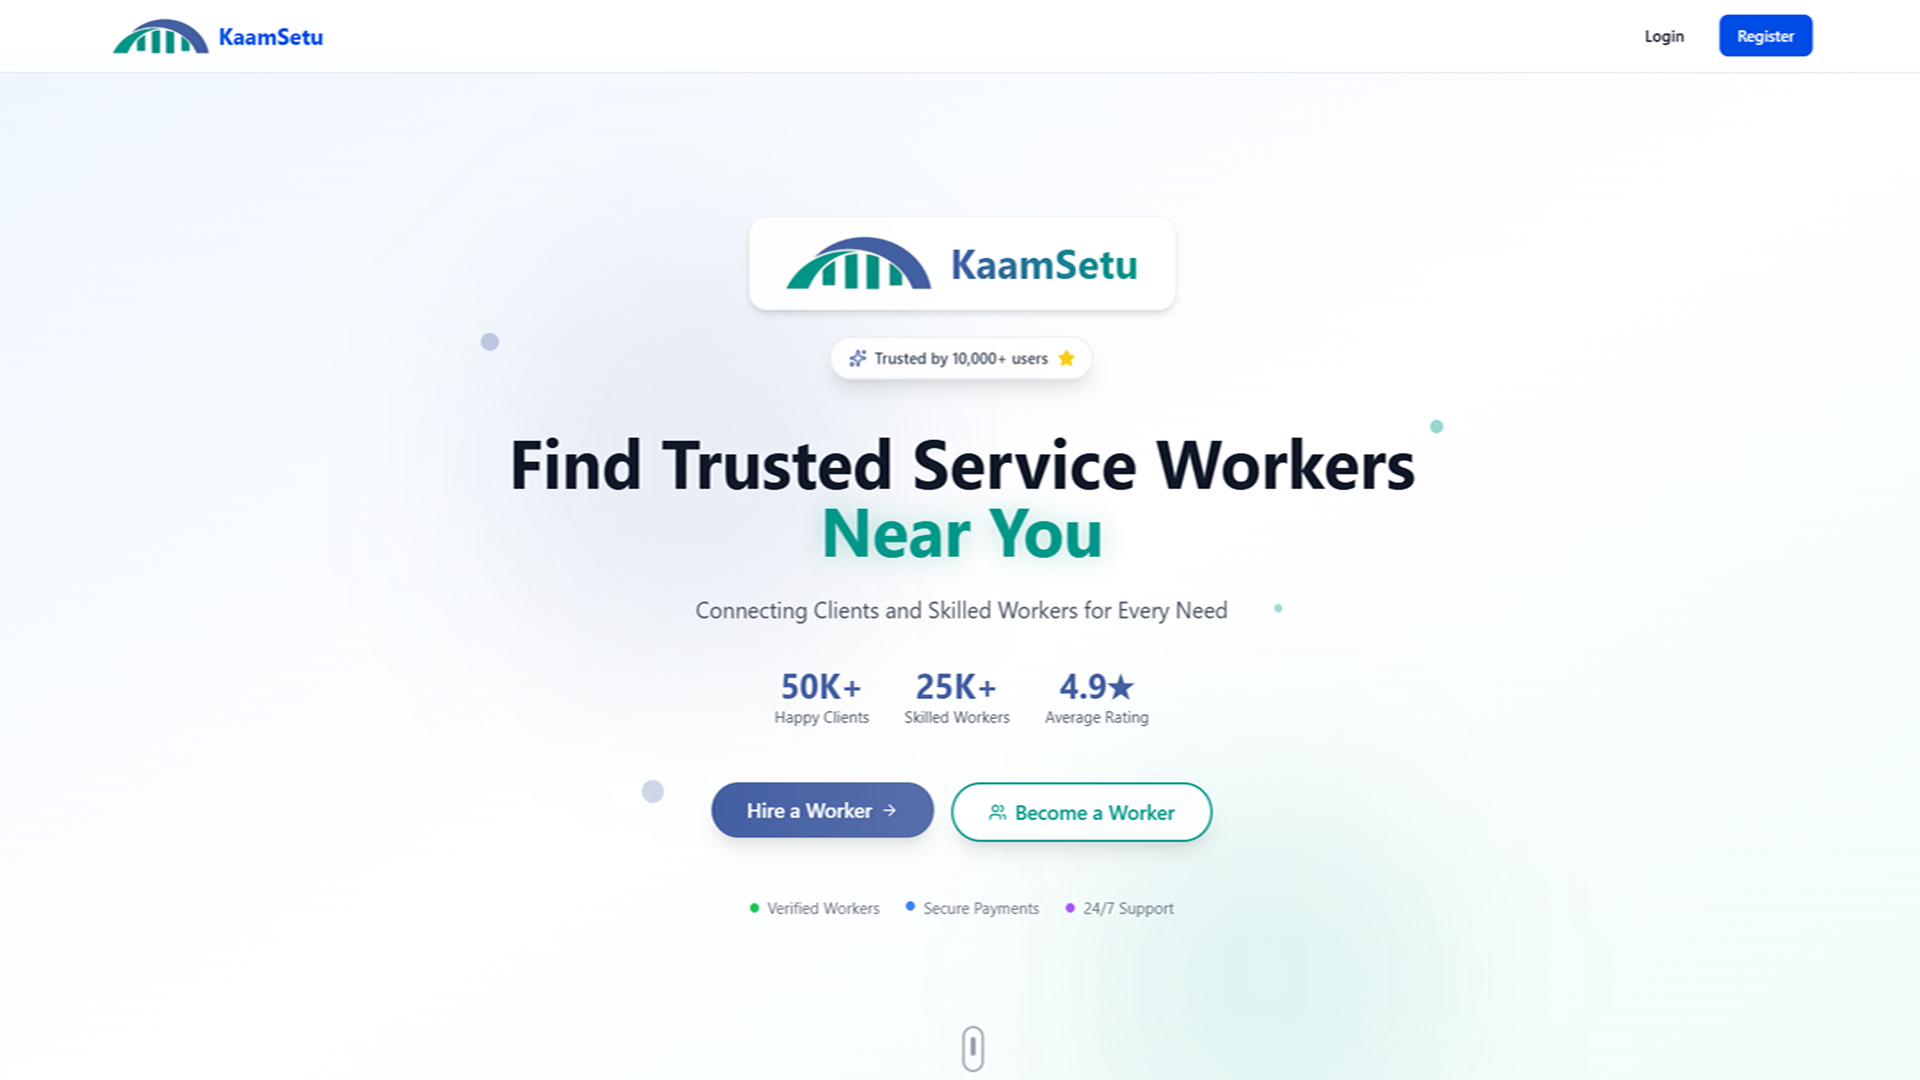 KaamSetu
Login
Register
KaamSetu
Trusted by 10,000+ users
Find Trusted Service Workers
Near You
Connecting Clients and Skilled Workers for Every Need
50K+ 25K+ 4.9★
Happy Clients Skilled Workers Average Rating
Hire a Worker →
Become a Worker
Verified Workers Secure Payments 24/7 Support